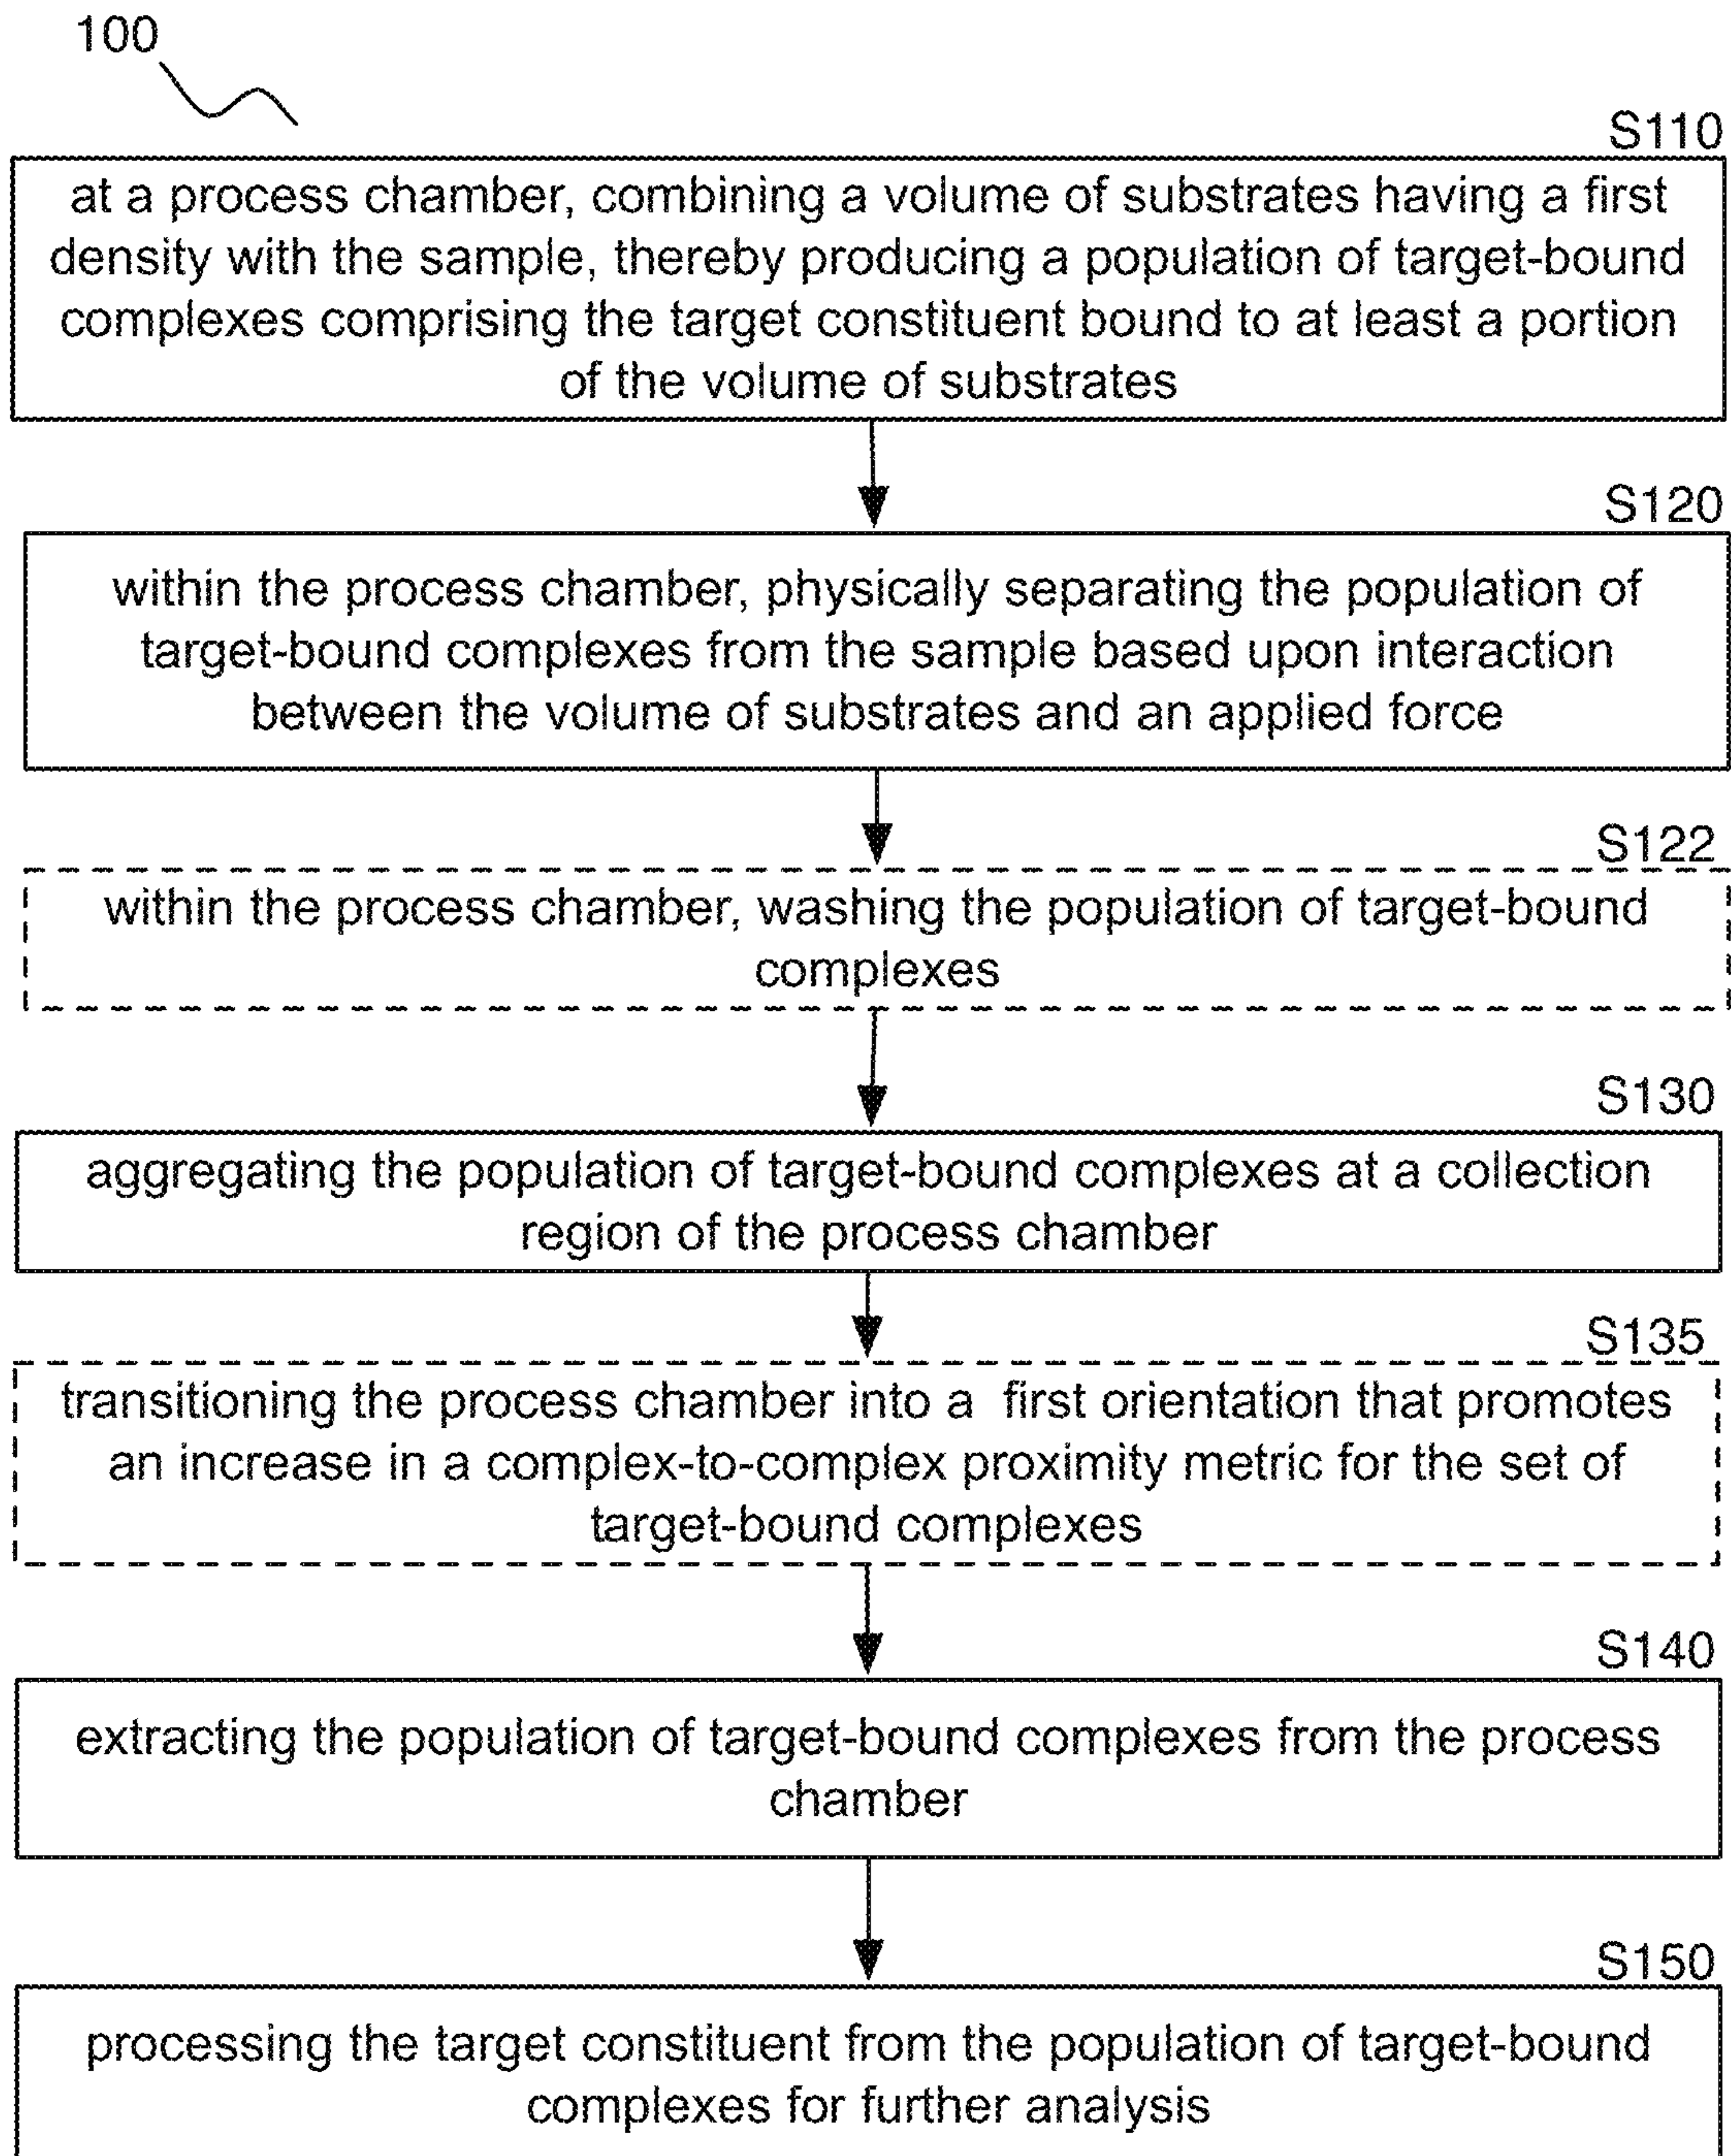 100
S110
at a process chamber, combining a volume of substrates having a first
density with the sample, thereby producing a population of target-bound
complexes comprising the target constituent bound to at least a portion
of the volume of substrates
S120
within the process chamber, physically separating the population of
target-bound complexes from the sample based upon interaction
between the volume of substrates and an applied force
S122
within the process chamber, washing the population of target-bound
complexes
S130
aggregating the population of target-bound complexes at a collection
region of the process chamber
S135
transitioning the process chamber into a first orientation that promotes
an increase in a complex-to-complex proximity metric for the set of
target-bound complexes
S140
extracting the population of target-bound complexes from the process
chamber
S150
processing the target constituent from the population of target-bound
complexes for further analysis